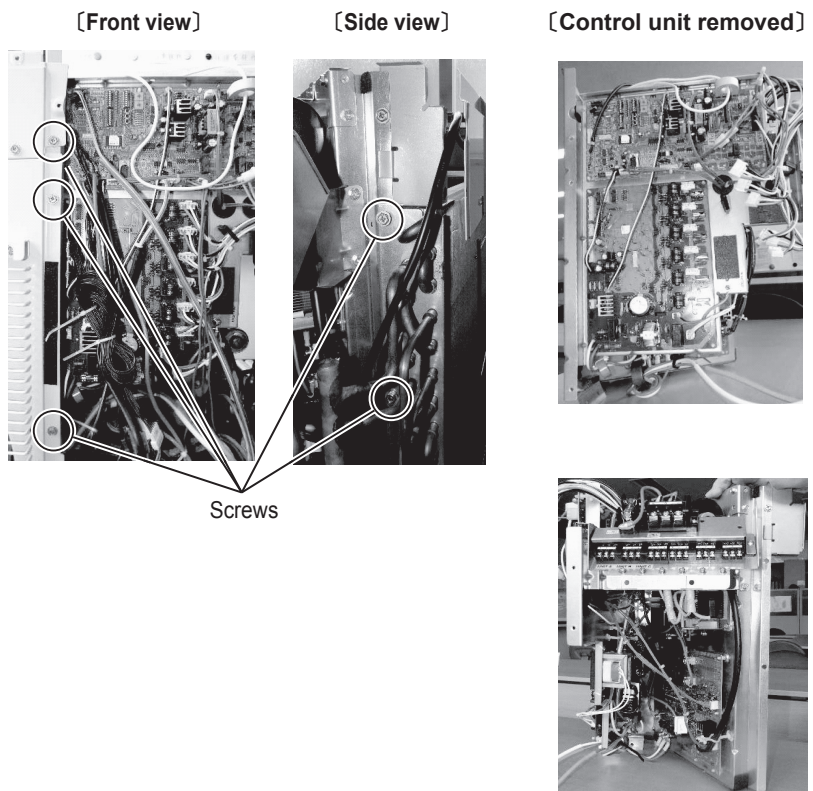 〔Front view〕
〔Side view〕
〔Control unit removed〕
Screws